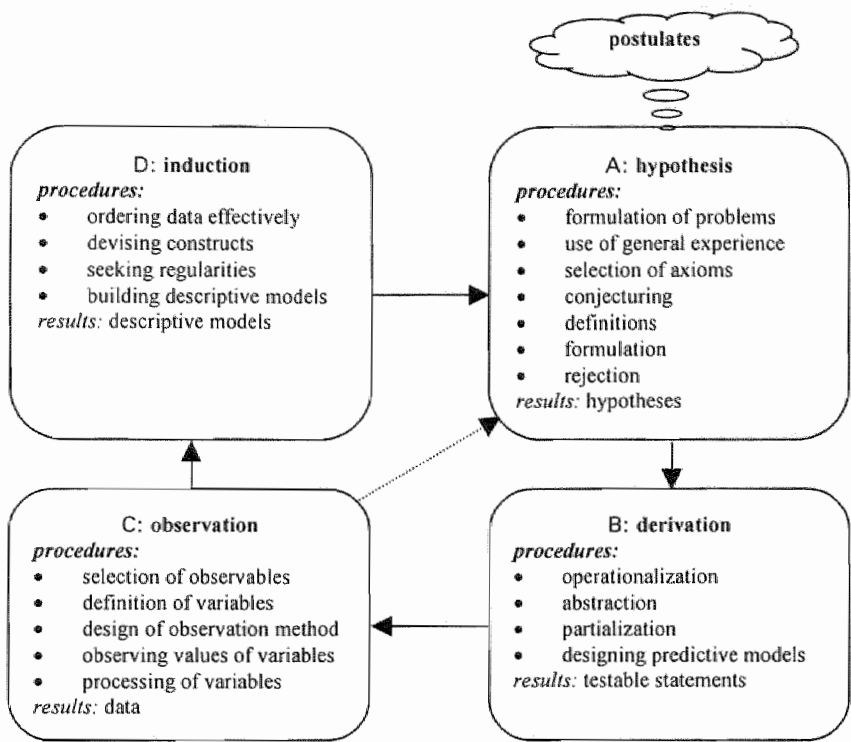 postulates
D: induction
procedures:
• ordering data effectively
• devising constructs
• seeking regularities
• building descriptive models
results: descriptive models
A: hypothesis
procedures:
• formulation of problems
• use of general experience
• selection of axioms
• conjecturing
• definitions
• formulation
• rejection
results: hypotheses
C: observation
procedures:
• selection of observables
• definition of variables
• design of observation method
• observing values of variables
• processing of variables
results: data
B: derivation
procedures:
• operationalization
• abstraction
• partialization
• designing predictive models
results: testable statements